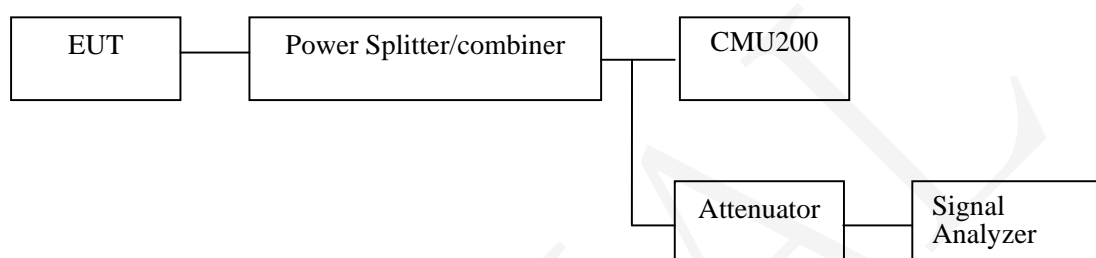 EUT
Power Splitter/combiner
CMU200
Attenuator
Signal
Analyzer